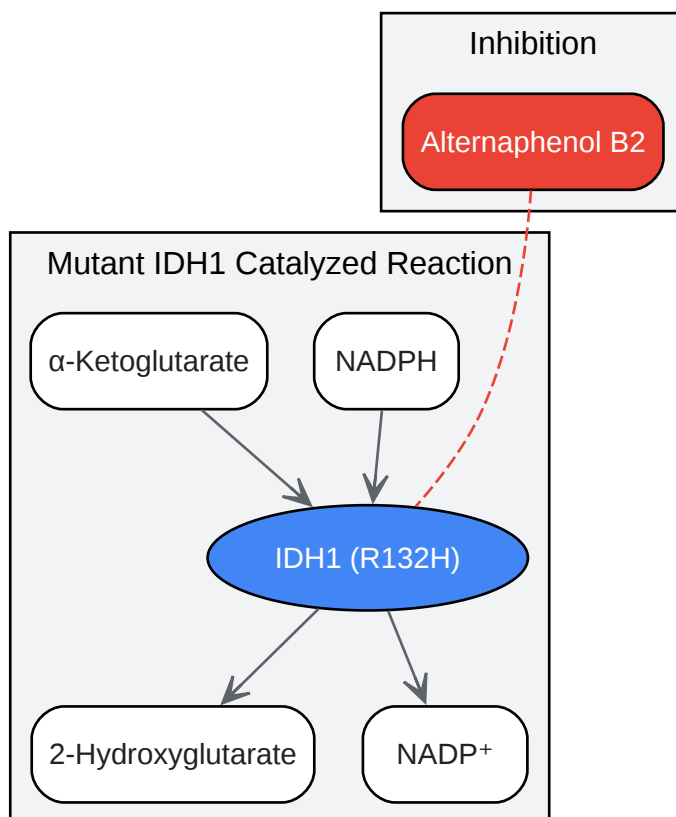 Inhibition
Alternaphenol B2
Mutant IDH1 Catalyzed Reaction
α-Ketoglutarate
NADPH
IDH1 (R132H)
2-Hydroxyglutarate
NADP⁺